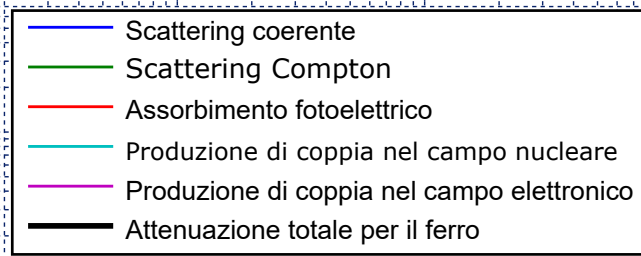 Scattering coerente
Scattering Compton
Assorbimento fotoelettrico
Produzione di coppia nel campo nucleare
Produzione di coppia nel campo elettronico
Attenuazione totale per il ferro